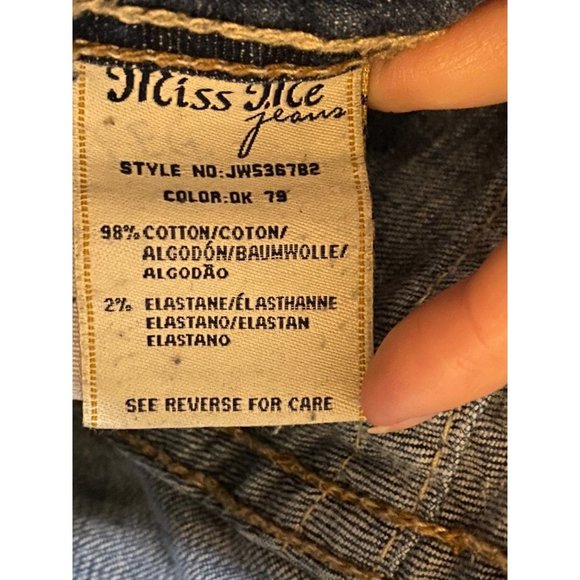 Miss Me
jeans
STYLE NO:JW5367B2
COLOR:DK 79
98% COTTON/COTON/
ALGODÓN/BAUMWOLLE/
ALGODÃO
2% ELASTANE/ÉLASTHANNE
ELASTANO/ELASTAN
ELASTANO
SEE REVERSE FOR CARE